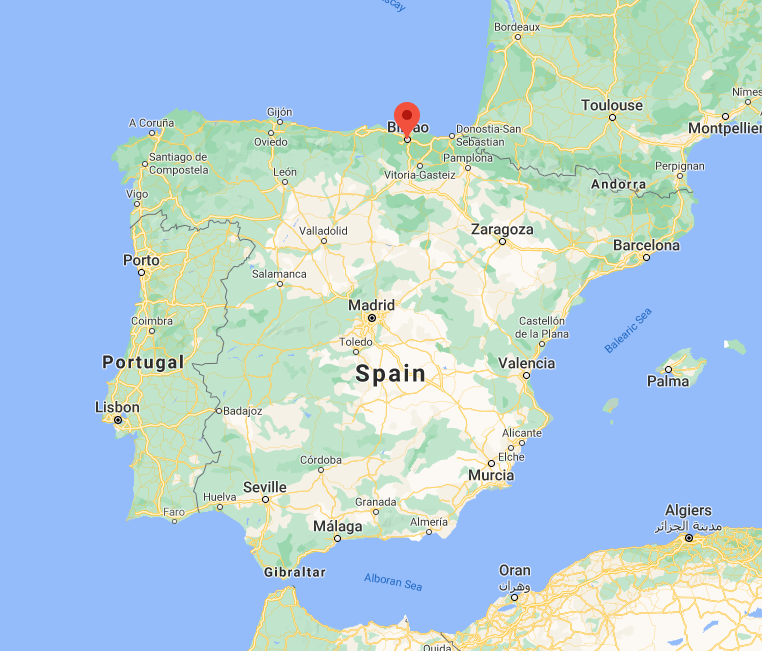 scay
Bordeaux
Nîmes
Toulouse
Montpellier
Gijón
A Coruña
Bilbao
Donostia-San
Sebastian
Oviedo
Santiago de
Compostela
León
Pamplona
Vitoria-Gasteiz
Perpignan
Andorra
Vigo
Valladolid
Zaragoza
Barcelona
Porto
Salamanca
Madrid
Coimbra
Castellón
de la Plana
Balearic Sea
Toledo
Portugal
Spain
Valencia
Palma
Lisbon
Badajoz
Alicante
Elche
Córdoba
Murcia
Seville
Huelva
Granada
Faro
Málaga
Almería
Algiers
مدينة الجزائر
Gibraltar
Alboran Sea
Oran
وهران
Oujda